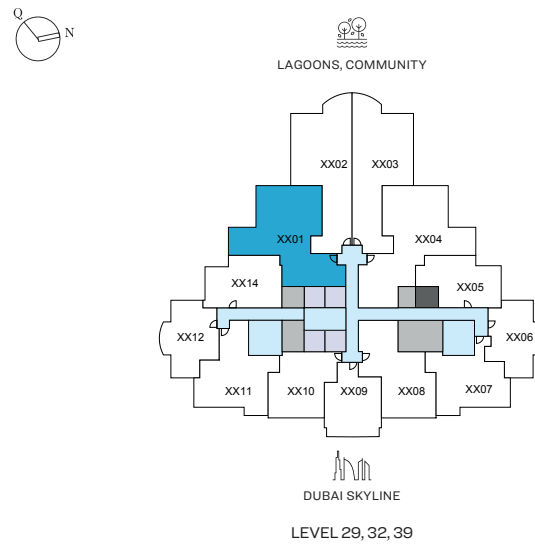 Q
N
LAGOONS, COMMUNITY
XX02
XX03
XX01
XX04
XX14
XX05
XX12
XX06
XX11
XX10
XX09
XX08
XX07
DUBAI SKYLINE
LEVEL 29, 32, 39